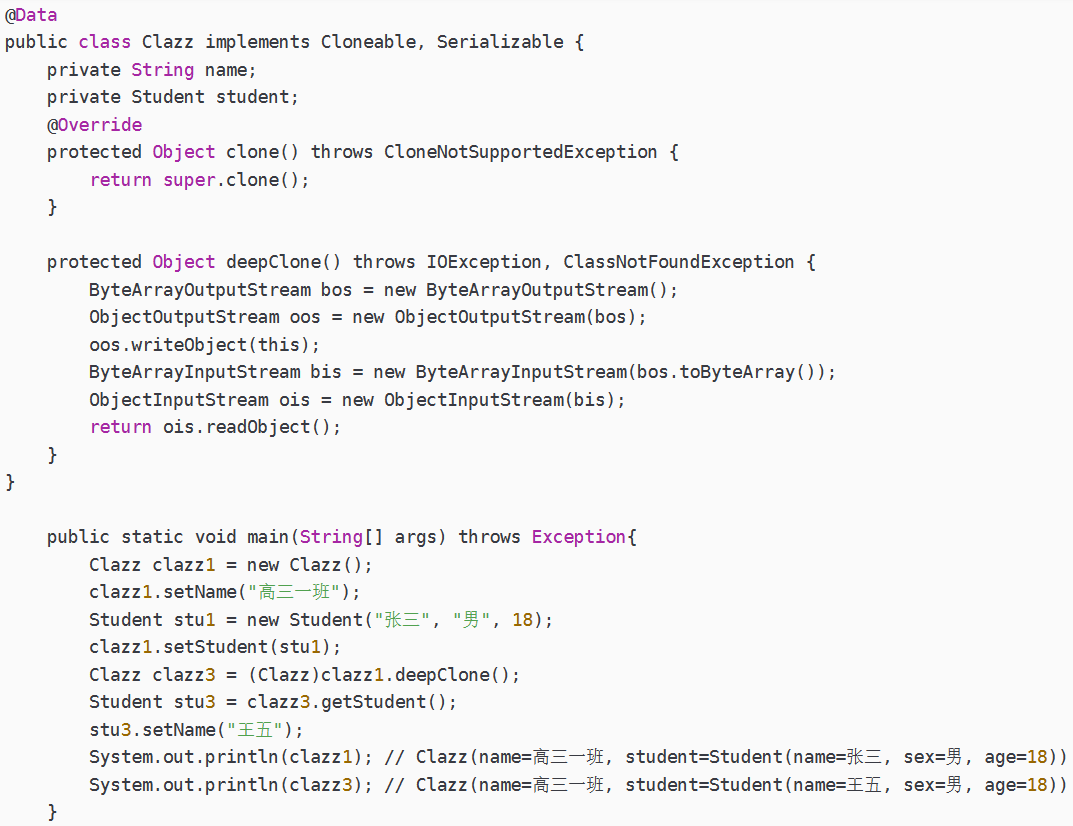 @Data
public class Clazz implements Cloneable, Serializable {
    private String name;
    private Student student;
    @Override
    protected Object clone() throws CloneNotSupportedException {
        return super.clone();
    }

    protected Object deepClone() throws IOException, ClassNotFoundException {
        ByteArrayOutputStream bos = new ByteArrayOutputStream();
        ObjectOutputStream oos = new ObjectOutputStream(bos);
        oos.writeObject(this);
        ByteArrayInputStream bis = new ByteArrayInputStream(bos.toByteArray());
        ObjectInputStream ois = new ObjectInputStream(bis);
        return ois.readObject();
    }
}

    public static void main(String[] args) throws Exception{
        Clazz clazz1 = new Clazz();
        clazz1.setName("高三一班");
        Student stu1 = new Student("张三", "男", 18);
        clazz1.setStudent(stu1);
        Clazz clazz3 = (Clazz)clazz1.deepClone();
        Student stu3 = clazz3.getStudent();
        stu3.setName("王五");
        System.out.println(clazz1); // Clazz(name=高三一班, student=Student(name=张三, sex=男, age=18))
        System.out.println(clazz3); // Clazz(name=高三一班, student=Student(name=王五, sex=男, age=18))
    }